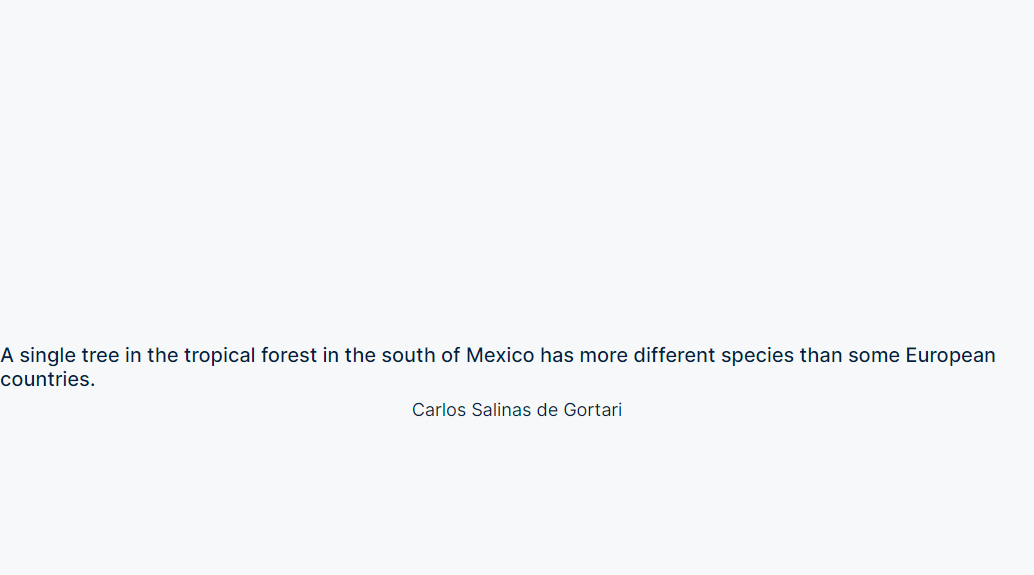 A single tree in the tropical forest in the south of Mexico has more different species than some European
countries.
Carlos Salinas de Gortari